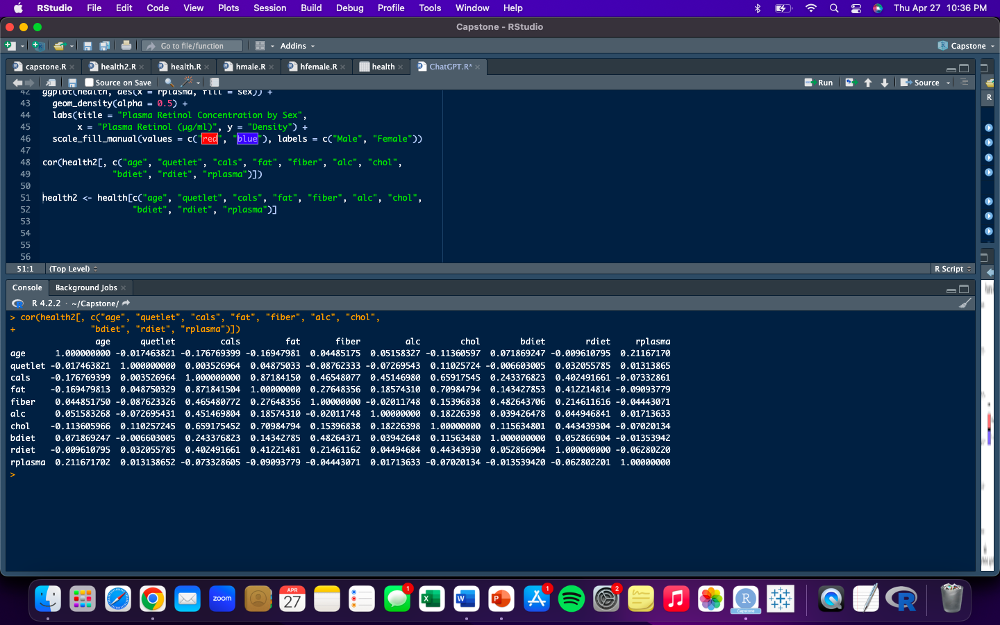 RStudio File Edit Code View Plots Session Build Debug Profile Tools Window Help Thu Apr 27 10:36 PM
Capstone - RStudio
Go to file/function Addins Capstone
capstone.R health2.R health.R hmale.R hfemale.R health ChatGPT.R*
Source on Save Run Source
42 ggplot(health, aes(x = rplasma, fill = sex)) +
43 geom_density(alpha = 0.5) +
44 labs(title = "Plasma Retinol Concentration by Sex",
45 x = "Plasma Retinol (µg/ml)", y = "Density") +
46 scale_fill_manual(values = c("red", "blue"), labels = c("Male", "Female"))
47
48 cor(health2[, c("age", "quetlet", "cals", "fat", "fiber", "alc", "chol",
49 "bdiet", "rdiet", "rplasma")])
50
51 health2 <- health[c("age", "quetlet", "cals", "fat", "fiber", "alc", "chol",
52 "bdiet", "rdiet", "rplasma")]
53
54
55
56
51:1 (Top Level) R Script
Console Background Jobs
R 4.2.2 · ~/Capstone/
> cor(health2[, c("age", "quetlet", "cals", "fat", "fiber", "alc", "chol",
+ "bdiet", "rdiet", "rplasma")])
age quetlet cals fat fiber alc chol bdiet rdiet rplasma
age 1.000000000 -0.017463821 -0.176769399 -0.16947981 0.04485175 0.05158327 -0.11360597 0.071869247 -0.009610795 0.21167170
quetlet -0.017463821 1.000000000 0.003526964 0.04875033 -0.08762333 -0.07269543 0.11025724 -0.006603005 0.032055785 0.01313865
cals -0.176769399 0.003526964 1.000000000 0.87184150 0.46548077 0.45146980 0.65917545 0.243376823 0.402491661 -0.07332861
fat -0.169479813 0.048750329 0.871841504 1.00000000 0.27648356 0.18574310 0.70984794 0.143427853 0.412214814 -0.09093779
fiber 0.044851750 -0.087623326 0.465480772 0.27648356 1.00000000 -0.02011748 0.15396838 0.482643706 0.214611616 -0.04443071
alc 0.051583268 -0.072695431 0.451469804 0.18574310 -0.02011748 1.00000000 0.18226398 0.039426478 0.044946841 0.01713633
chol -0.113605966 0.110257245 0.659175452 0.70984794 0.15396838 0.18226398 1.00000000 0.115634801 0.443439304 -0.07020134
bdiet 0.071869247 -0.006603005 0.243376823 0.14342785 0.48264371 0.03942648 0.11563480 1.000000000 0.052866904 -0.01353942
rdiet -0.009610795 0.032055785 0.402491661 0.41221481 0.21461162 0.04494684 0.44343930 0.052866904 1.000000000 -0.06280220
rplasma 0.211671702 0.013138652 -0.073328605 -0.09093779 -0.04443071 0.01713633 -0.07020134 -0.013539420 -0.062802201 1.00000000
>
R
zoom
APR
27
1
1
2
R
Capstone